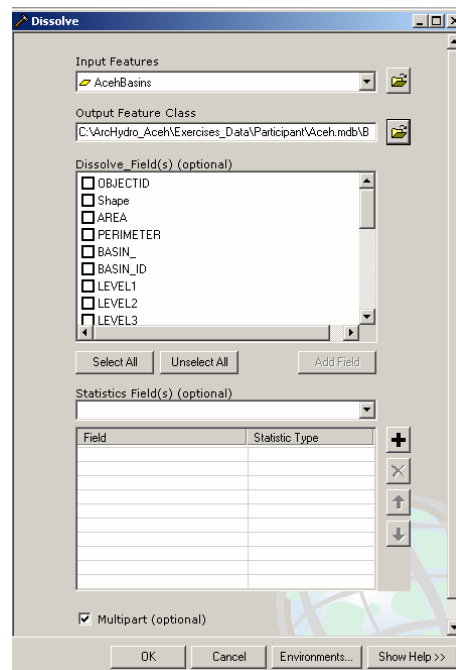 Dissolve
Input Features
AcehBasins
Output Feature Class
C:\ArcHydro_Aceh\Exercises_Data\Participant\Aceh.mdb\B
Dissolve_Field(s) (optional)
OBJECTID
Shape
AREA
PERIMETER
BASIN_
BASIN_ID
LEVEL1
LEVEL2
LEVEL3
Select All Unselect All Add Field
Statistics Field(s) (optional)
Field Statistic Type
Multipart (optional)
OK Cancel Environments... Show Help >>